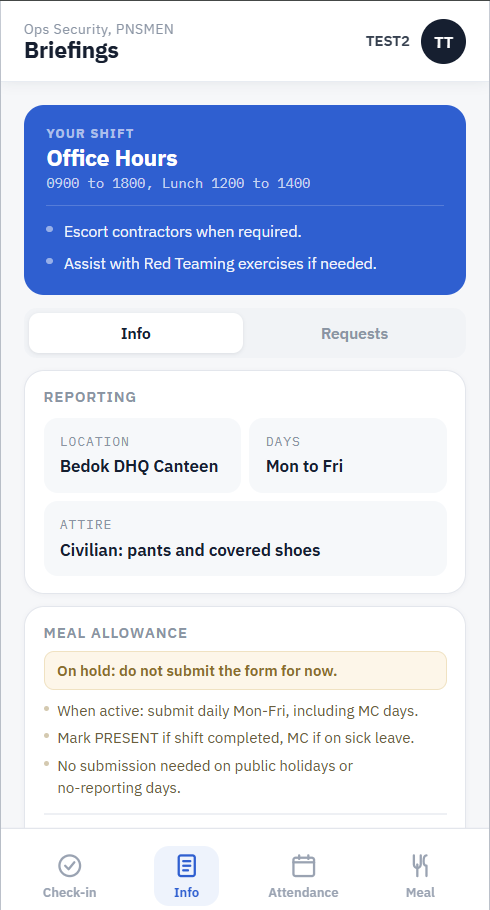 Ops Security, PNSMEN
Briefings
TEST2
TT
YOUR SHIFT
Office Hours
0900 to 1800, Lunch 1200 to 1400
Escort contractors when required.
Assist with Red Teaming exercises if needed.
Info
Requests
REPORTING
LOCATION
Bedok DHQ Canteen
DAYS
Mon to Fri
ATTIRE
Civilian: pants and covered shoes
MEAL ALLOWANCE
On hold: do not submit the form for now.
When active: submit daily Mon-Fri, including MC days.
Mark PRESENT if shift completed, MC if on sick leave.
No submission needed on public holidays or
no-reporting days.
Check-in
Info
Attendance
Meal